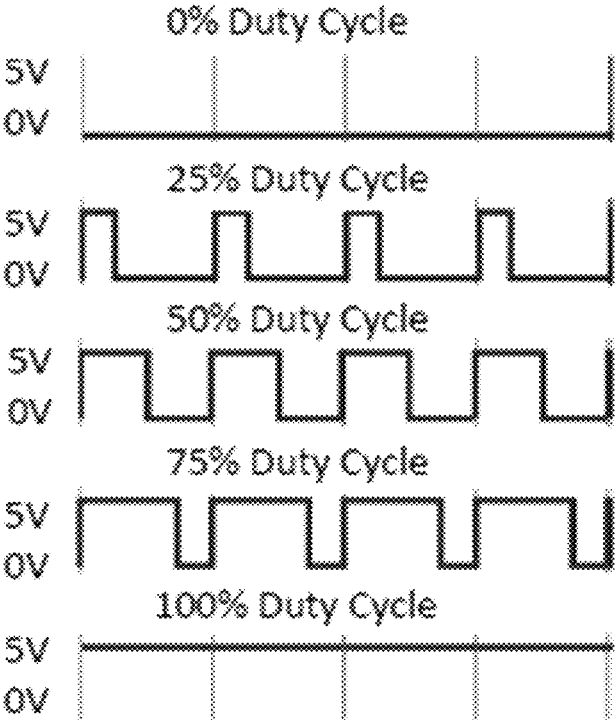 0% Duty Cycle
5V
0V
25% Duty Cycle
5V
0V
50% Duty Cycle
5V
0V
75% Duty Cycle
5V
0V
100% Duty Cycle
5V
0V